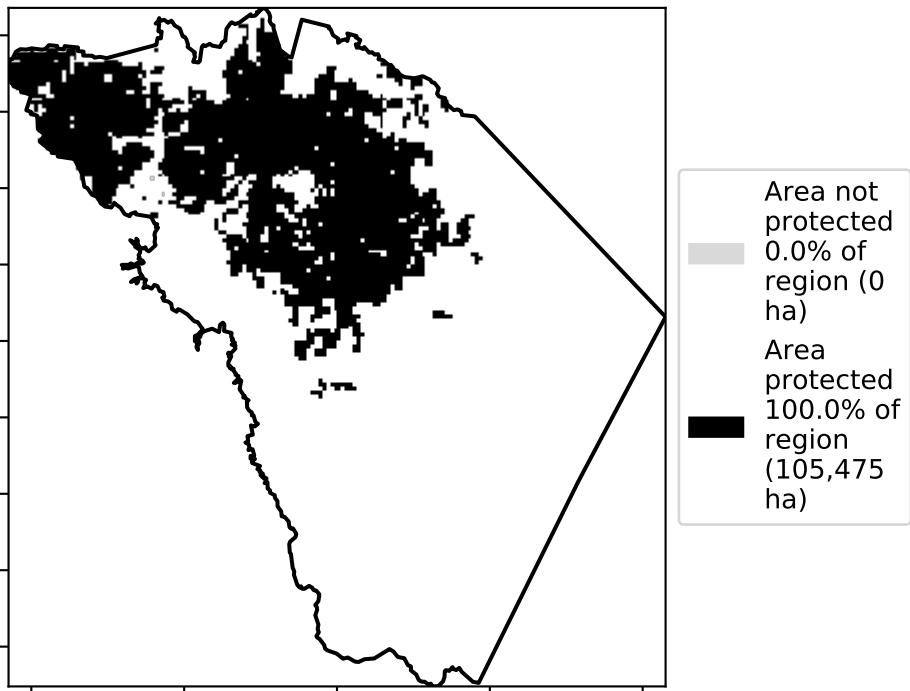 Area not
protected
0.0% of
region (0
ha)
Area
protected
100.0% of
region
(105,475
ha)